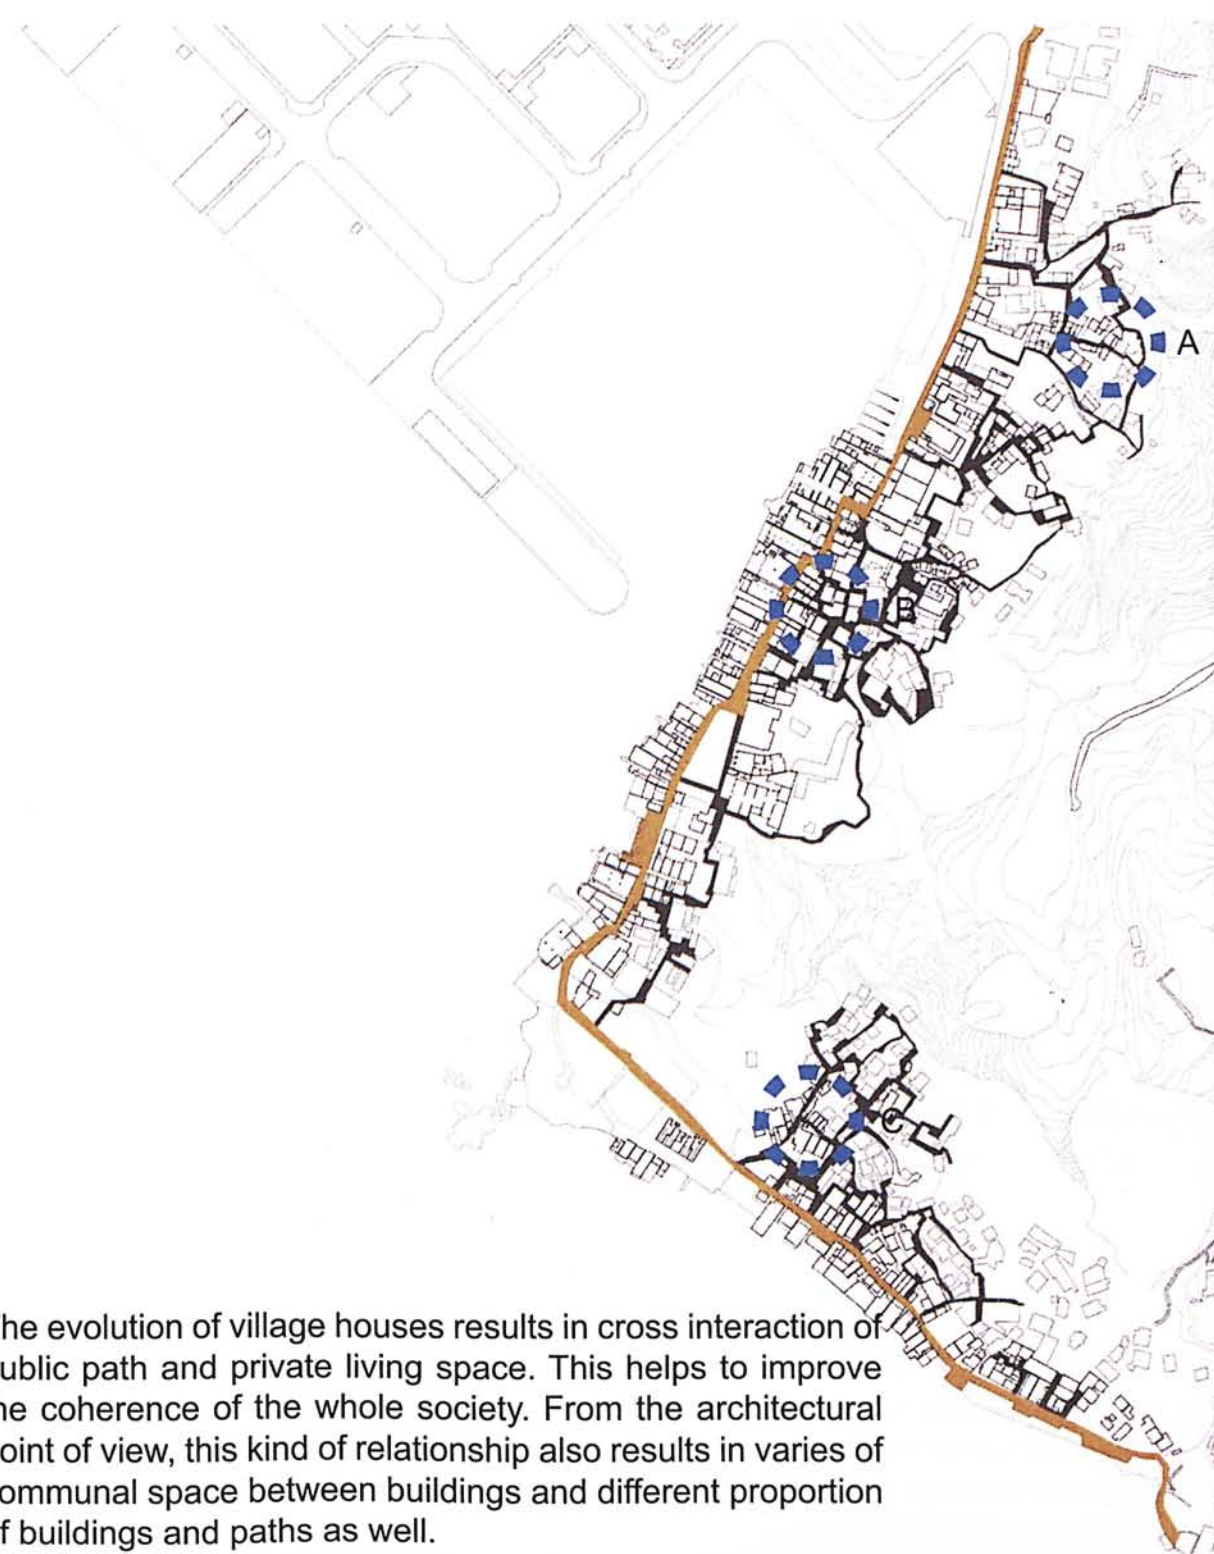 A
B
C
he evolution of village houses results in cross interaction of
ublic path and private living space. This helps to improve
he coherence of the whole society. From the architectural
oint of view, this kind of relationship also results in varies of
ommunal space between buildings and different proportion
f buildings and paths as well.